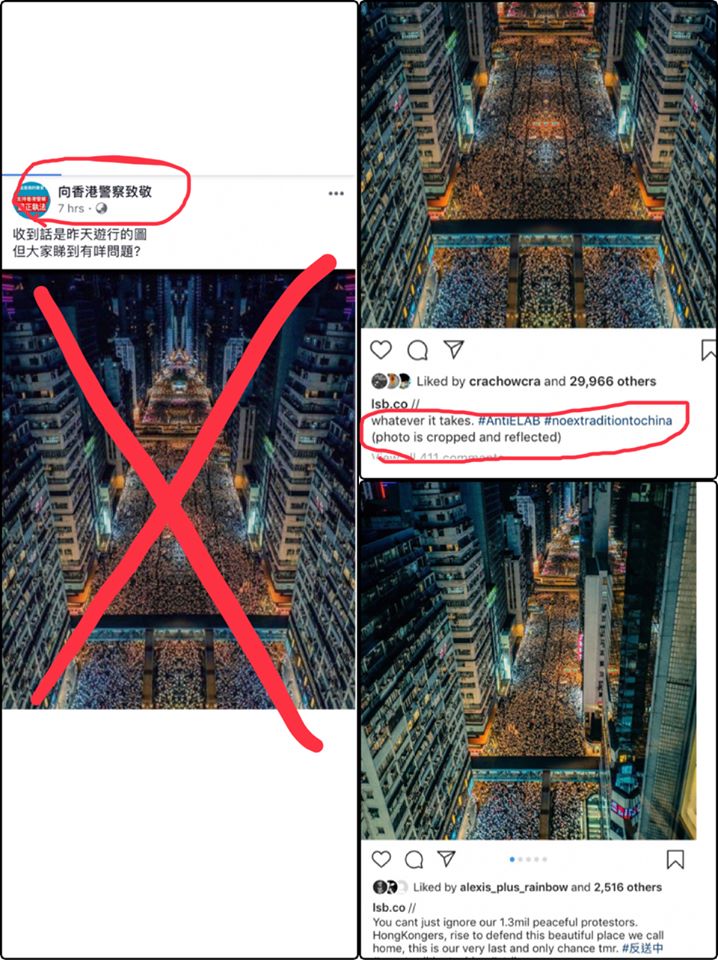 向香港警察致敬
7 hrs ·
收到話是昨天遊行的圖
但大家睇到有咩問題?
Liked by crachowcra and 29,966 others
lsb.co //
whatever it takes. #AntiELAB #noextraditiontochina
(photo is cropped and reflected)
View all 411 comments
Liked by alexis_plus_rainbow and 2,516 others
lsb.co //
You cant just ignore our 1.3mil peaceful protestors.
HongKongers, rise to defend this beautiful place we call
home, this is our very last and only chance tmr. #反送中